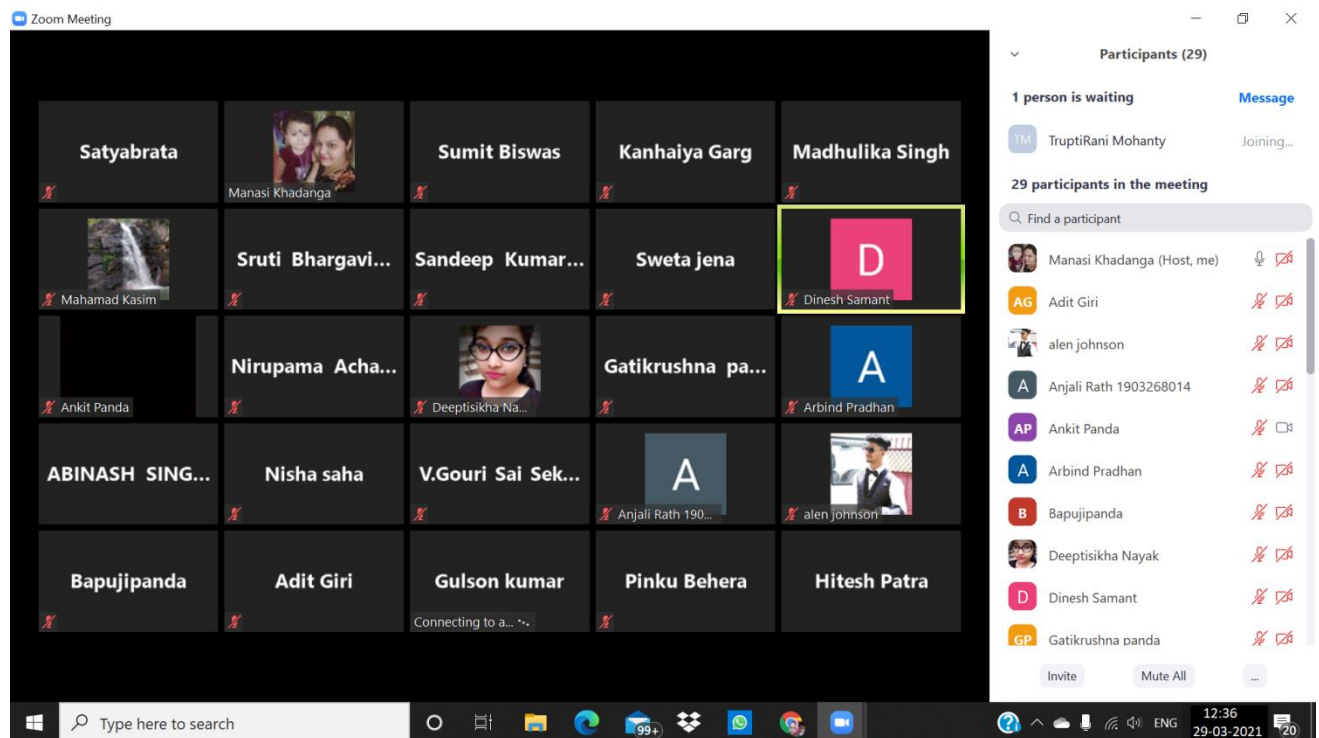 Zoom Meeting
Participants (29)
1 person is waiting Message
TM TruptiRani Mohanty Joining...
29 participants in the meeting
Find a participant
Manasi Khadanga (Host, me)
AG Adit Giri
alen johnson
A Anjali Rath 1903268014
AP Ankit Panda
A Arbind Pradhan
B Bapujipanda
Deeptisikha Nayak
D Dinesh Samant
GP Gatikrushna panda
Invite Mute All ...
Satyabrata
Manasi Khadanga
Sumit Biswas
Kanhaiya Garg
Madhulika Singh
Mahamad Kasim
Sruti Bhargavi...
Sandeep Kumar...
Sweta jena
D
Dinesh Samant
Ankit Panda
Nirupama Acha...
Deeptisikha Na...
Gatikrushna pa...
A
Arbind Pradhan
ABINASH SING...
Nisha saha
V.Gouri Sai Sek...
A
Anjali Rath 190...
alen johnson
Bapujipanda
Adit Giri
Gulson kumar
Connecting to a...
Pinku Behera
Hitesh Patra
Type here to search
99+
ENG
12:36
29-03-2021
20